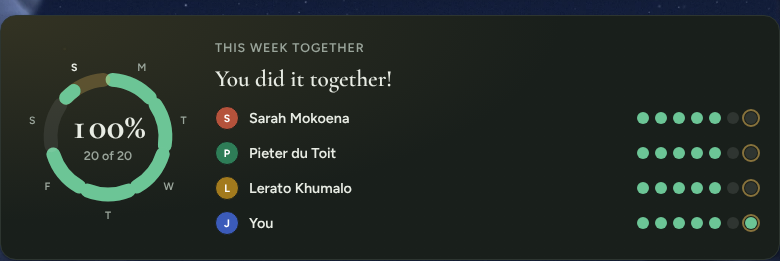 THIS WEEK TOGETHER
You did it together!
S
M
T
W
T
F
S
100%
20 of 20
S Sarah Mokoena
P Pieter du Toit
L Lerato Khumalo
J You